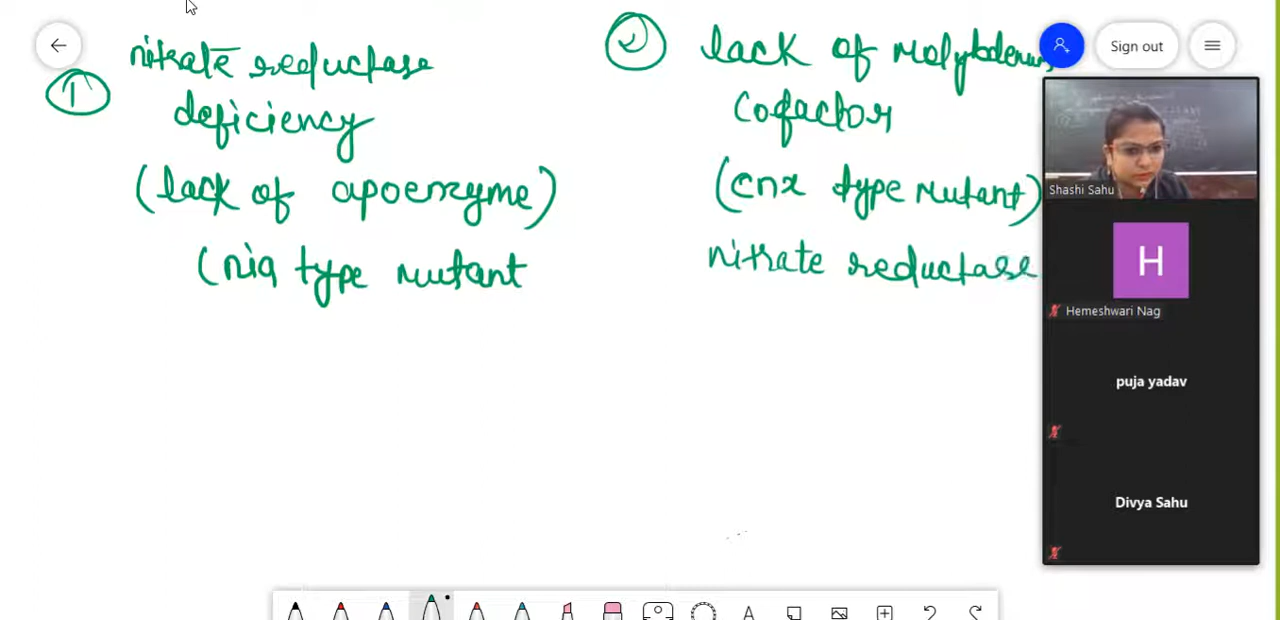 ① nitrate reductase
deficiency
(lack of apoenzyme)
(nia type mutant
② lack of Molybdenum
cofactor
(cnx type mutant)
nitrate reductase
Sign out
Shashi Sahu
H
Hemeshwari Nag
puja yadav
Divya Sahu
A